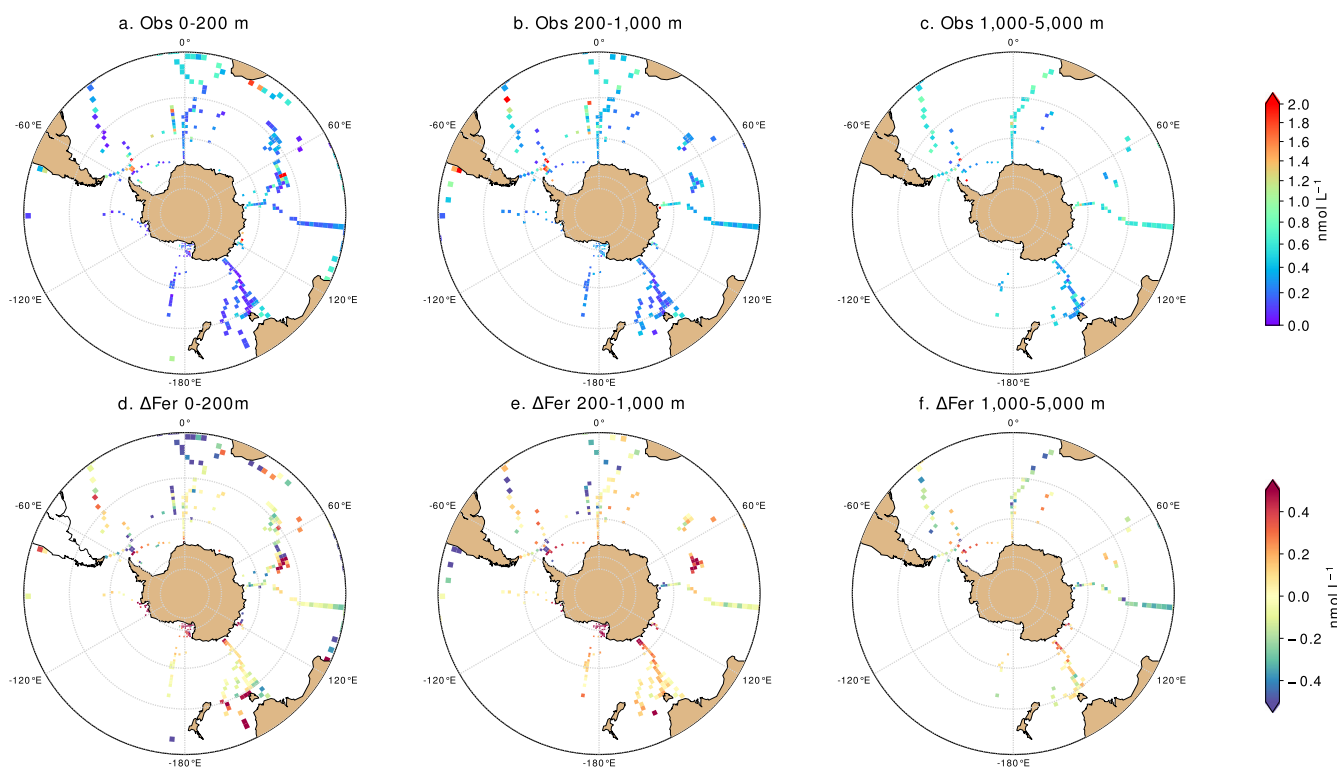 a. Obs 0-200 m
b. Obs 200-1,000 m
c. Obs 1,000-5,000 m
0°
0°
0°
-60°E
60°E
-60°E
60°E
-60°E
60°E
-120°E
120°E
-120°E
120°E
-120°E
120°E
-180°E
-180°E
-180°E
2.0
1.8
1.6
1.4
1.2
1.0
0.8
0.6
0.4
0.2
0.0
nmol L⁻¹
d. ΔFer 0-200m
e. ΔFer 200-1,000 m
f. ΔFer 1,000-5,000 m
0°
0°
0°
-60°E
60°E
-60°E
60°E
-60°E
60°E
-120°E
120°E
-120°E
120°E
-120°E
120°E
-180°E
-180°E
-180°E
0.4
0.2
0.0
−0.2
−0.4
nmol L⁻¹